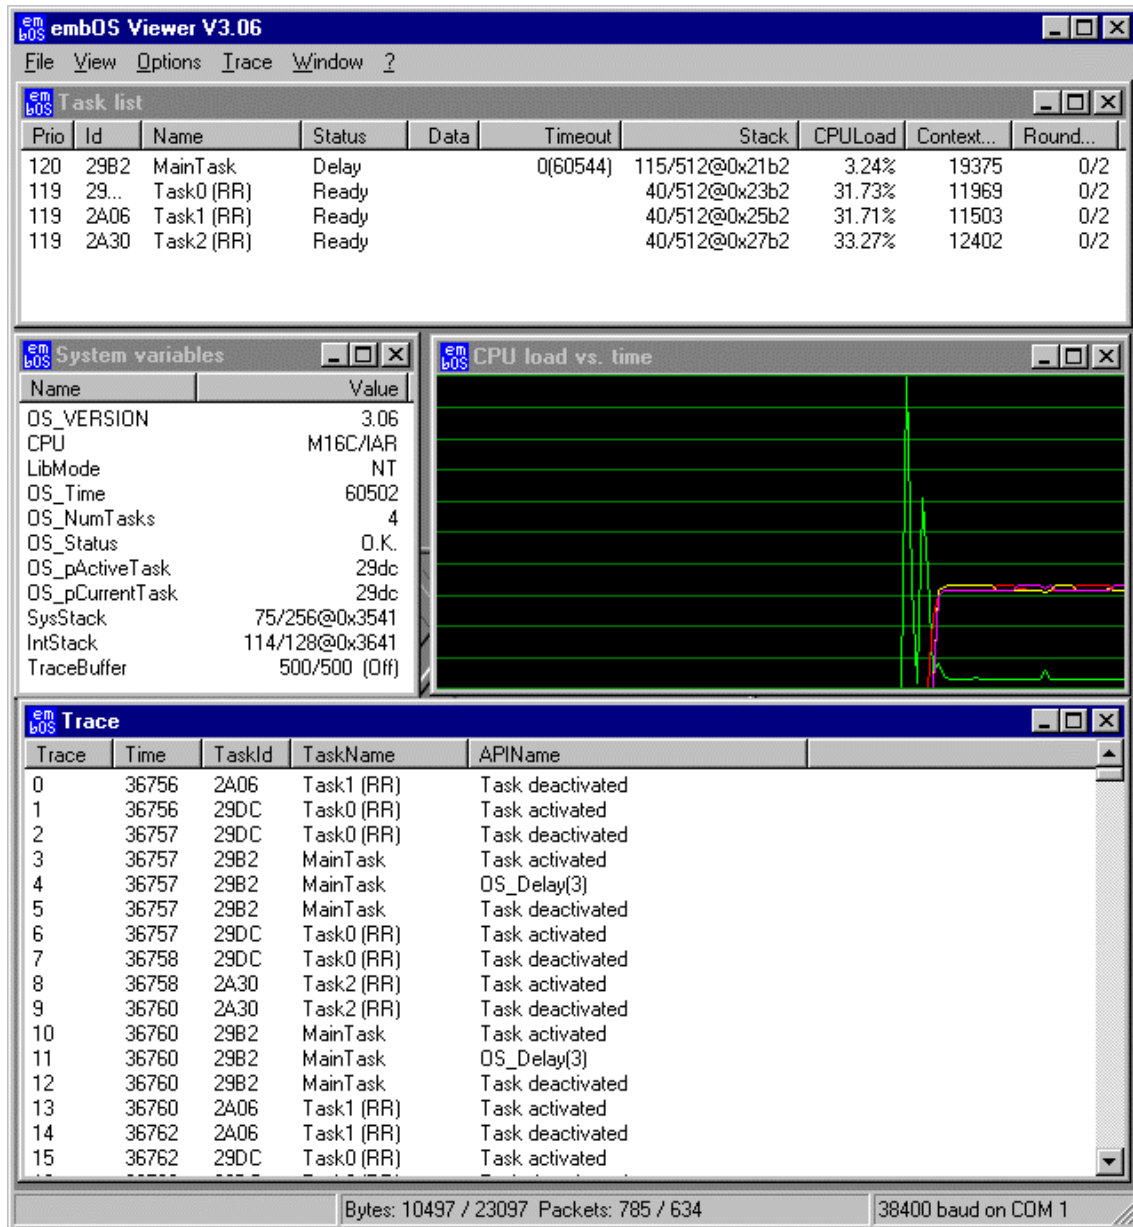 embOS Viewer V3.06
File View Options Trace Window ?
Task list
Prio Id Name Status Data Timeout Stack CPULoad Context... Round...
120 29B2 MainTask Delay 0(60544) 115/512@0x21b2 3.24% 19375 0/2
119 29... Task0 (RR) Ready 40/512@0x23b2 31.73% 11969 0/2
119 2A06 Task1 (RR) Ready 40/512@0x25b2 31.71% 11503 0/2
119 2A30 Task2 (RR) Ready 40/512@0x27b2 33.27% 12402 0/2
System variables
Name Value
OS_VERSION 3.06
CPU M16C/IAR
LibMode NT
OS_Time 60502
OS_NumTasks 4
OS_Status O.K.
OS_pActiveTask 29dc
OS_pCurrentTask 29dc
SysStack 75/256@0x3541
IntStack 114/128@0x3641
TraceBuffer 500/500 (Off)
CPU load vs. time
Trace
Trace Time TaskId TaskName APIName
0 36756 2A06 Task1 (RR) Task deactivated
1 36756 29DC Task0 (RR) Task activated
2 36757 29DC Task0 (RR) Task deactivated
3 36757 29B2 MainTask Task activated
4 36757 29B2 MainTask OS_Delay(3)
5 36757 29B2 MainTask Task deactivated
6 36757 29DC Task0 (RR) Task activated
7 36758 29DC Task0 (RR) Task deactivated
8 36758 2A30 Task2 (RR) Task activated
9 36760 2A30 Task2 (RR) Task deactivated
10 36760 29B2 MainTask Task activated
11 36760 29B2 MainTask OS_Delay(3)
12 36760 29B2 MainTask Task deactivated
13 36760 2A06 Task1 (RR) Task activated
14 36762 2A06 Task1 (RR) Task deactivated
15 36762 29DC Task0 (RR) Task activated
Bytes: 10497 / 23097 Packets: 785 / 634
38400 baud on COM 1